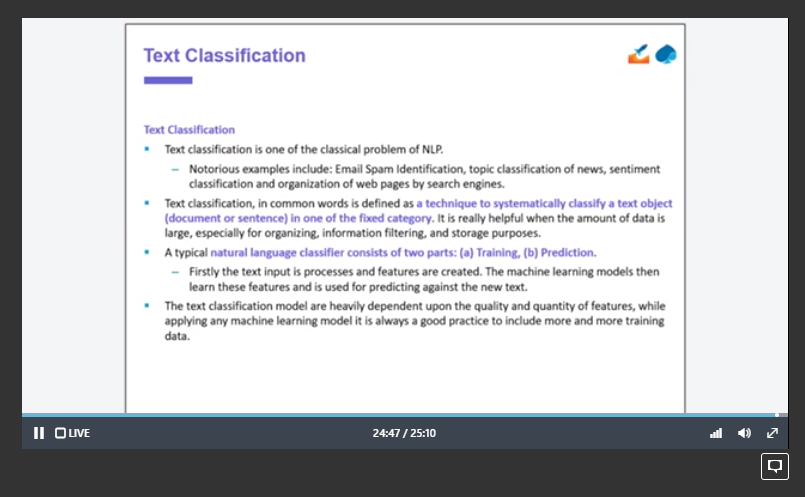 Text Classification
Text Classification
Text classification is one of the classical problem of NLP.
Notorious examples include: Email Spam Identification, topic classification of news, sentiment
classification and organization of web pages by search engines.
Text classification, in common words is defined as a technique to systematically classify a text object
(document or sentence) in one of the fixed category. It is really helpful when the amount of data is
large, especially for organizing, information filtering, and storage purposes.
A typical natural language classifier consists of two parts: (a) Training, (b) Prediction.
Firstly the text input is processes and features are created. The machine learning models then
learn these features and is used for predicting against the new text.
The text classification model are heavily dependent upon the quality and quantity of features, while
applying any machine learning model it is always a good practice to include more and more training
data.
LIVE
24:47 / 25:10